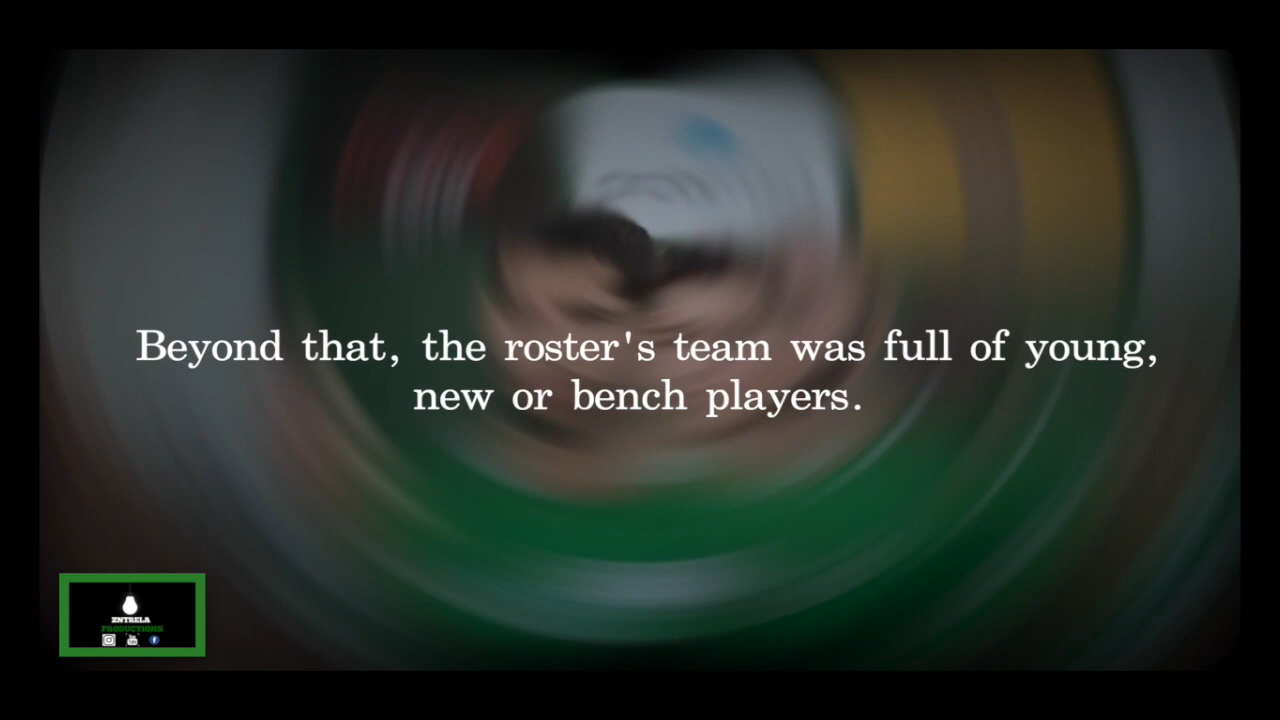 Beyond that, the roster's team was full of young,
new or bench players.
ZNTRELA
PRODUCTIONS